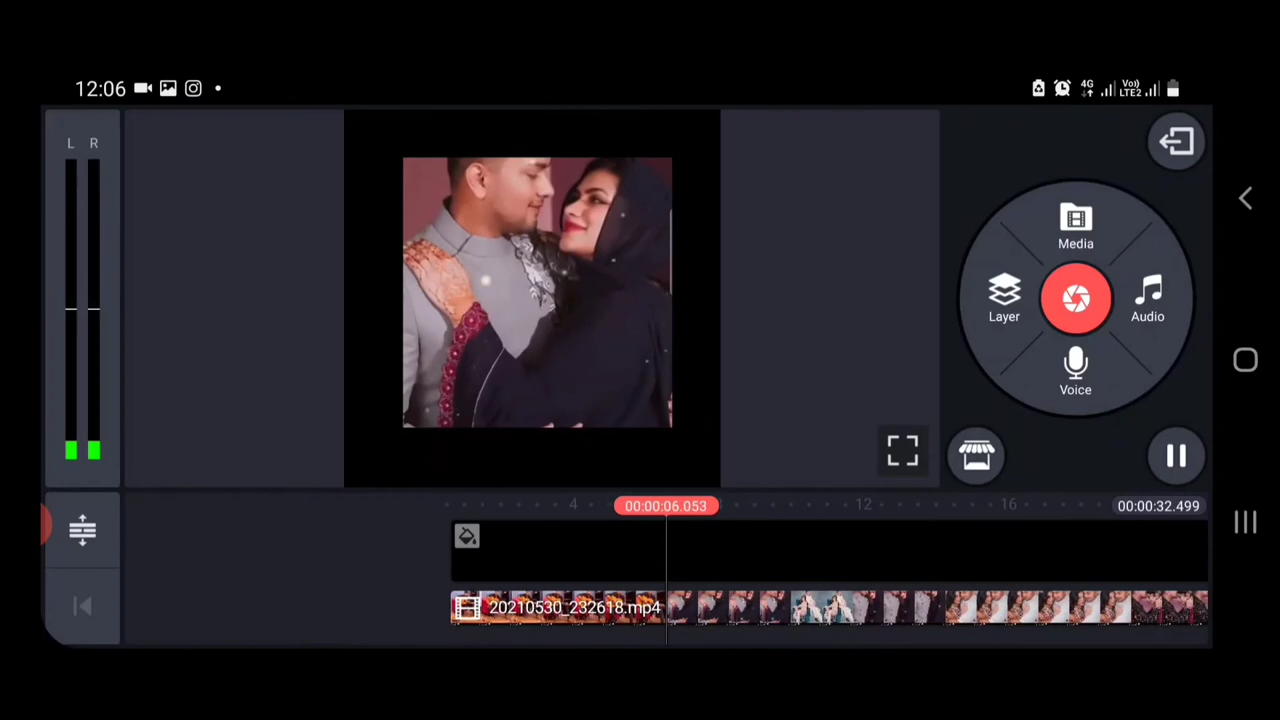 12:06
4G
Vo))
LTE2
L R
Media
Layer
Audio
Voice
4
00:00:06.053
12
16
00:00:32.499
20210530_232618.mp4